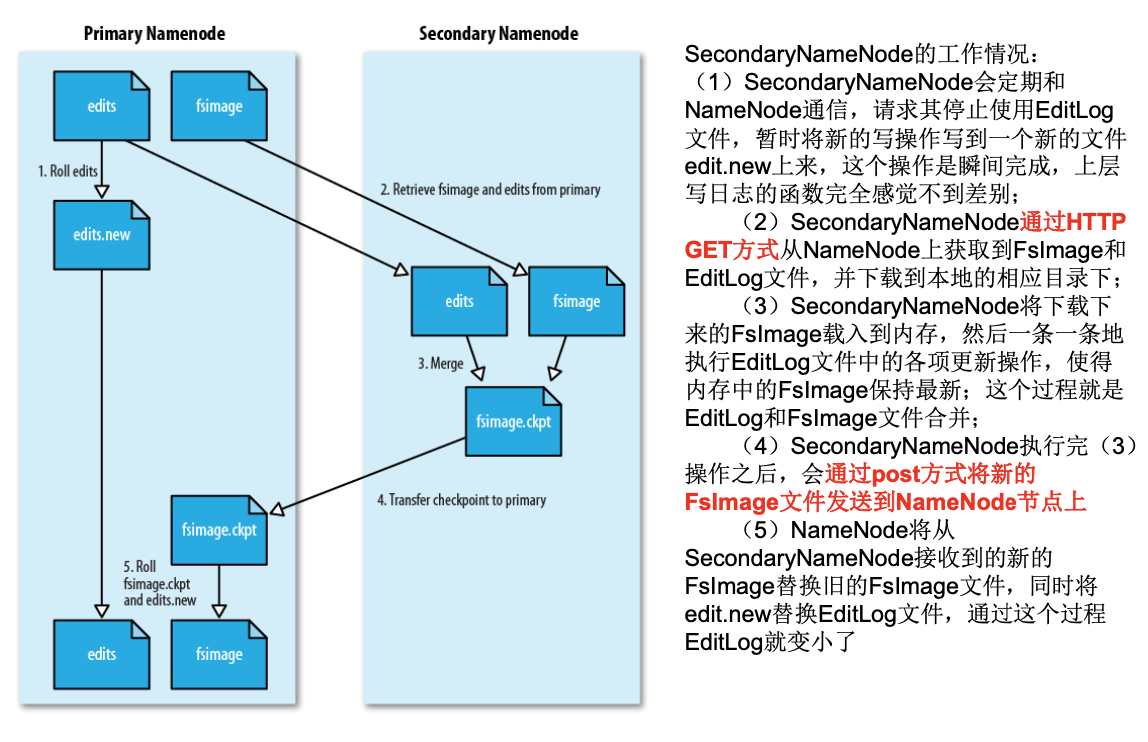 Primary Namenode
Secondary Namenode
edits
fsimage
1. Roll edits
2. Retrieve fsimage and edits from primary
edits.new
edits
fsimage
3. Merge
fsimage.ckpt
4. Transfer checkpoint to primary
fsimage.ckpt
5. Roll
fsimage.ckpt
and edits.new
edits
fsimage
SecondaryNameNode的工作情况：
（1）SecondaryNameNode会定期和
NameNode通信，请求其停止使用EditLog
文件，暂时将新的写操作写到一个新的文件
edit.new上来，这个操作是瞬间完成，上层
写日志的函数完全感觉不到差别；
（2）SecondaryNameNode通过HTTP
GET方式从NameNode上获取到FsImage和
EditLog文件，并下载到本地的相应目录下；
（3）SecondaryNameNode将下载下
来的FsImage载入到内存，然后一条一条地
执行EditLog文件中的各项更新操作，使得
内存中的FsImage保持最新；这个过程就是
EditLog和FsImage文件合并；
（4）SecondaryNameNode执行完（3）
操作之后，会通过post方式将新的
FsImage文件发送到NameNode节点上
（5）NameNode将从
SecondaryNameNode接收到的新的
FsImage替换旧的FsImage文件，同时将
edit.new替换EditLog文件，通过这个过程
EditLog就变小了